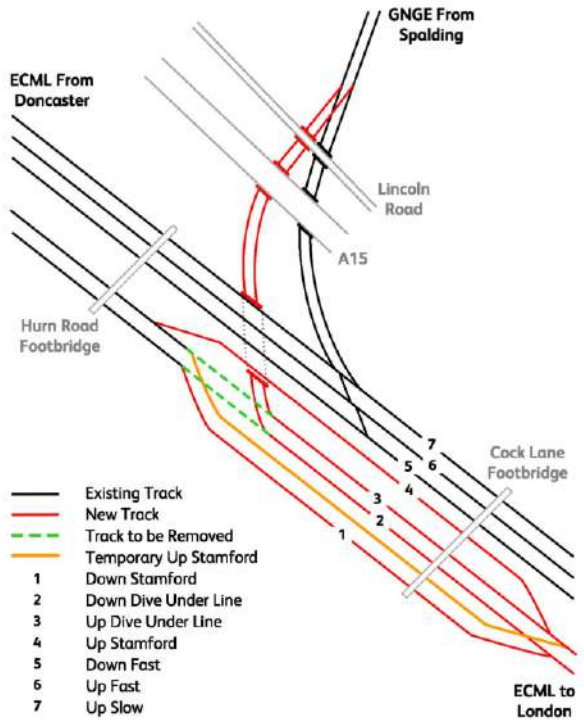 GNGE From
Spalding
ECML From
Doncaster
Lincoln
Road
A15
Hurn Road
Footbridge
7
6
5
4
Cock Lane
Footbridge
3
2
1
Existing Track
New Track
Track to be Removed
Temporary Up Stamford
1 Down Stamford
2 Down Dive Under Line
3 Up Dive Under Line
4 Up Stamford
5 Down Fast
6 Up Fast
7 Up Slow
ECML to
London